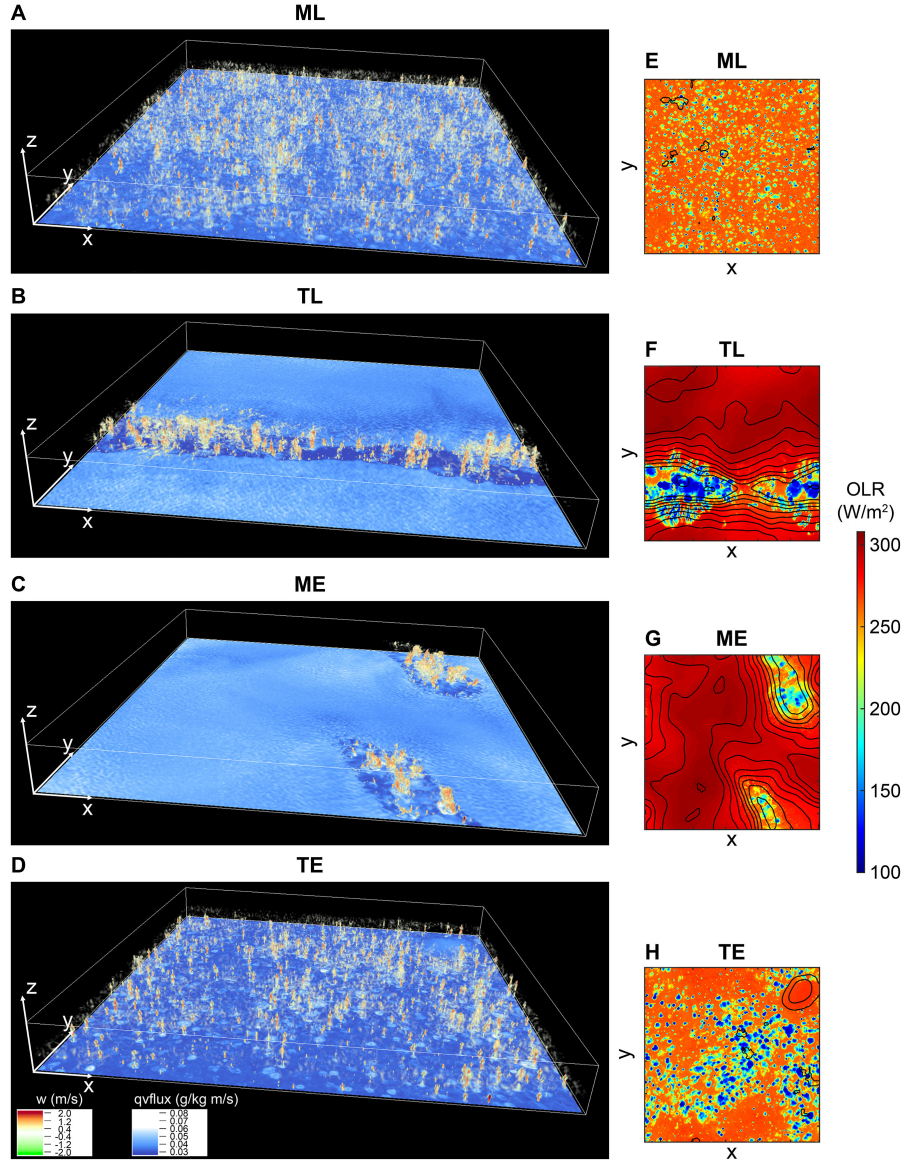 A ML
z
y
x
E ML
y
x
B TL
z
y
x
F TL
y
x
OLR
(W/m²)
300
250
200
150
100
C ME
z
y
x
G ME
y
x
D TE
z
y
x
w (m/s)
2.0
1.2
0.4
-0.4
-1.2
-2.0
qvflux (g/kg m/s)
0.08
0.07
0.06
0.05
0.04
0.03
H TE
y
x